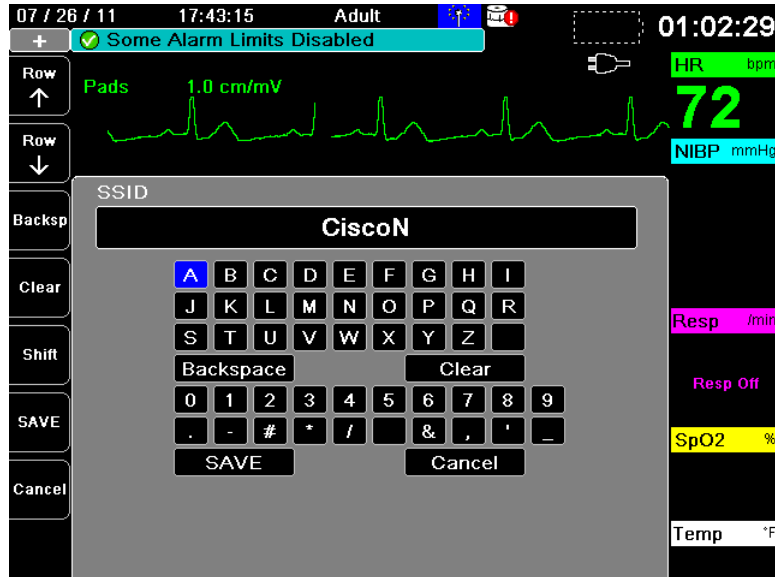 07 / 26 / 11 17:43:15 Adult
01:02:29
+ Some Alarm Limits Disabled
Row
Pads 1.0 cm/mV
HR bpm
72
Row
NIBP mmHg
SSID
Backsp
CiscoN
A B C D E F G H I
Clear
J K L M N O P Q R
Resp /min
S T U V W X Y Z
Shift
Backspace Clear
Resp Off
0 1 2 3 4 5 6 7 8 9
SAVE
. - # * / & , ' _
SpO2 %
SAVE Cancel
Cancel
Temp °F